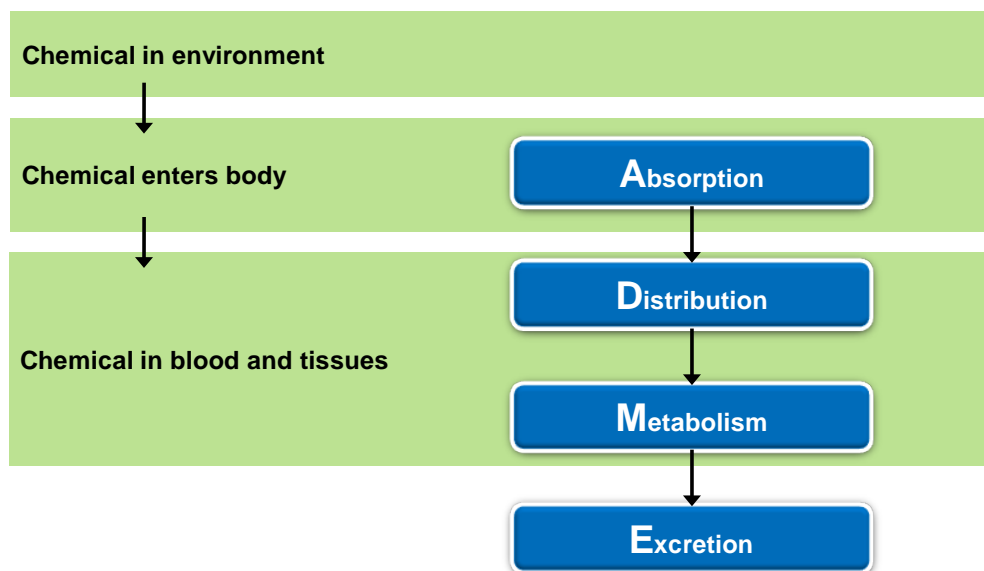 Chemical in environment
Chemical enters body
Absorption
Distribution
Chemical in blood and tissues
Metabolism
Excretion